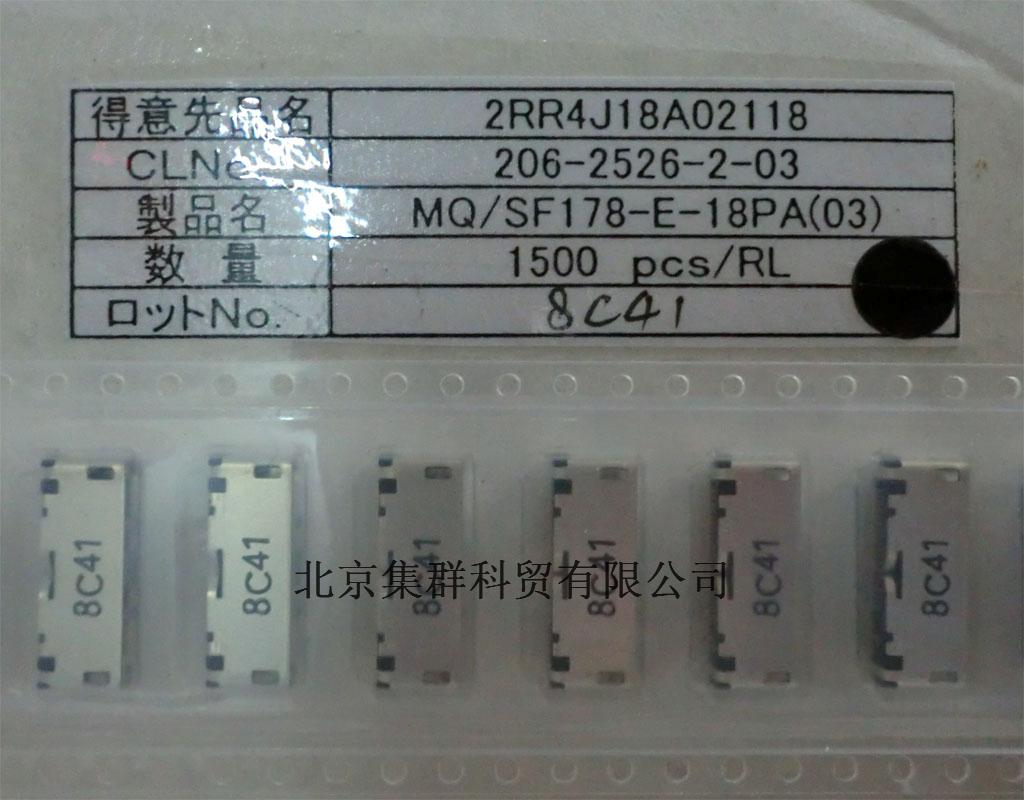 得意先品名 2RR4J18A02118
CLNo. 206-2526-2-03
製品名 MQ/SF178-E-18PA(03)
数 量 1500 pcs/RL
ロットNo. 8C41
8C41 8C41 8C41 8C41 8C41 8C41
北京集群科贸有限公司